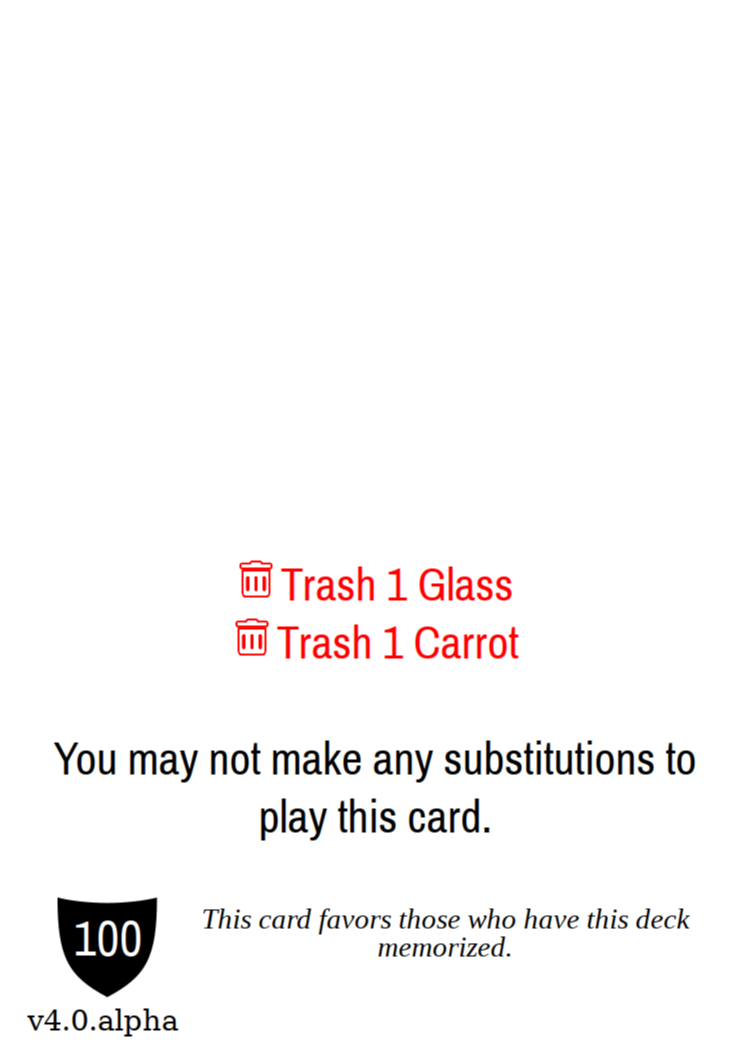 Trash 1 Glass
Trash 1 Carrot
You may not make any substitutions to
play this card.
100
This card favors those who have this deck
memorized.
v4.0.alpha